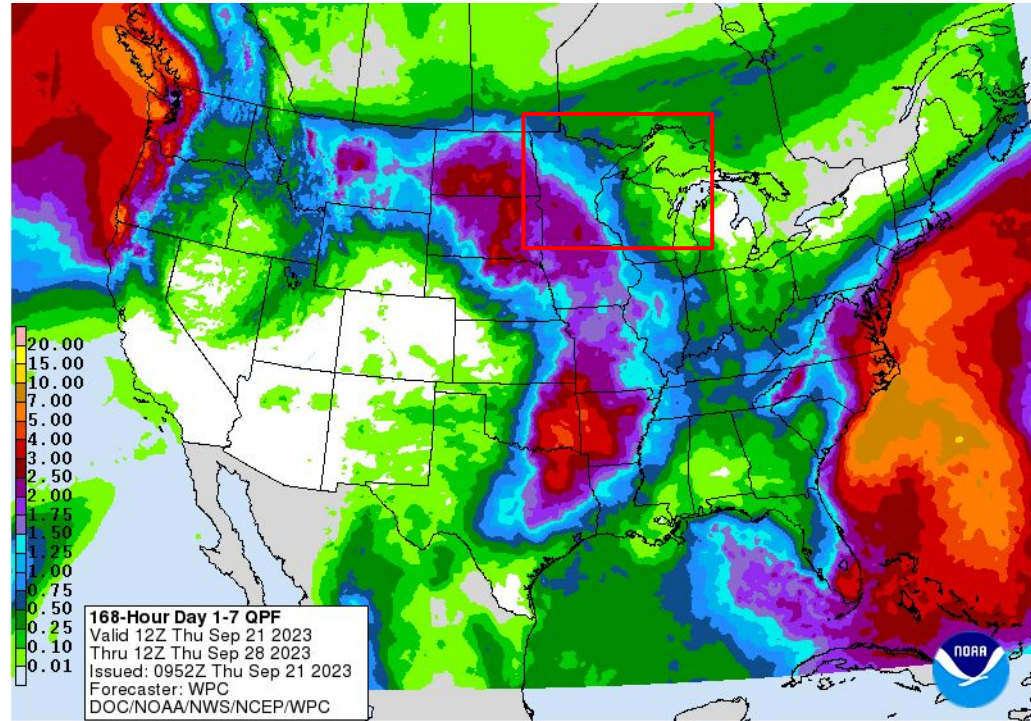 20.00
15.00
10.00
7.00
5.00
4.00
3.00
2.50
2.00
1.75
1.50
1.25
1.00
0.75
0.50
0.25
0.10
0.01
168-Hour Day 1-7 QPF
Valid 12Z Thu Sep 21 2023
Thru 12Z Thu Sep 28 2023
Issued: 0952Z Thu Sep 21 2023
Forecaster: WPC
DOC/NOAA/NWS/NCEP/WPC
NOAA